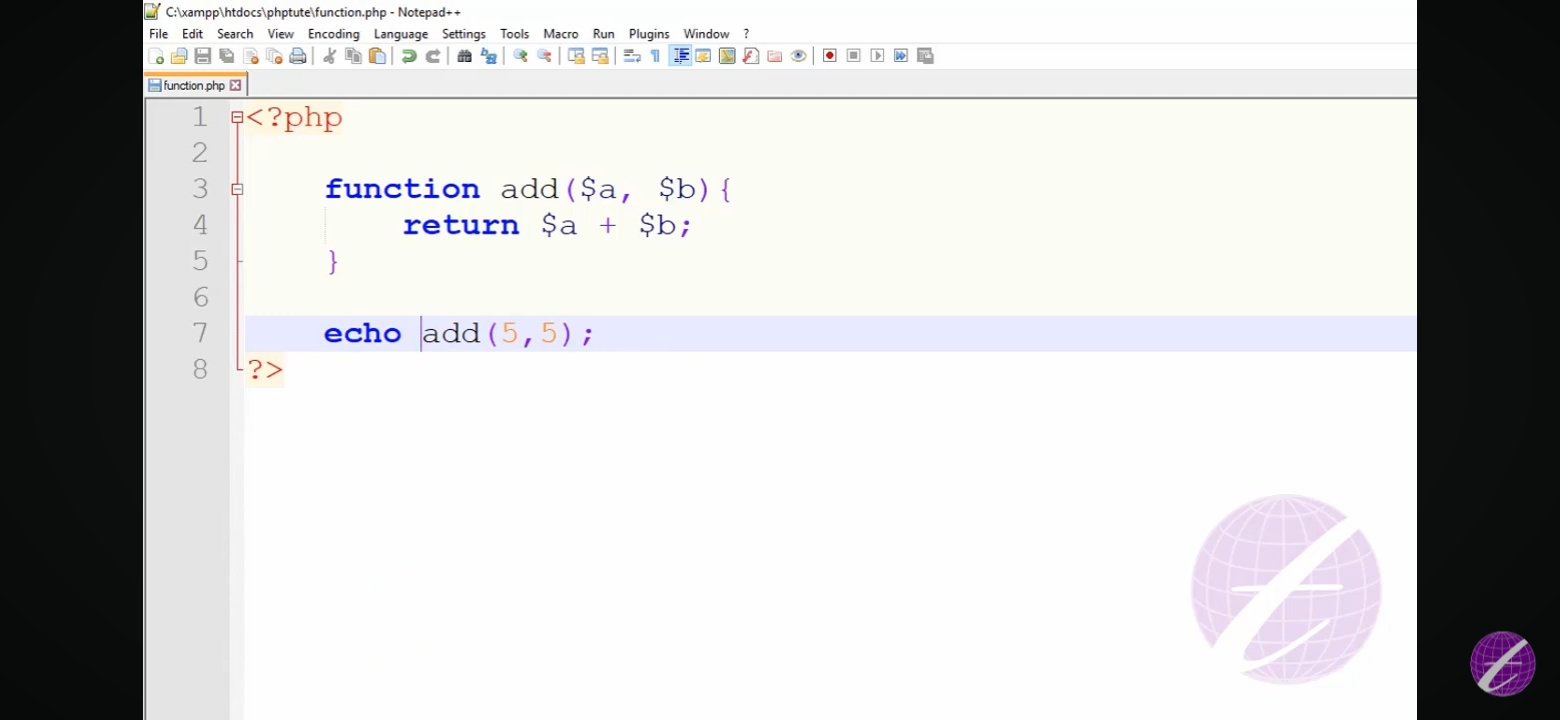 C:\xampp\htdocs\phptute\function.php - Notepad++
File Edit Search View Encoding Language Settings Tools Macro Run Plugins Window ?
function.php
1 <?php
2
3 function add($a, $b){
4 return $a + $b;
5 }
6
7 echo add(5,5);
8 ?>